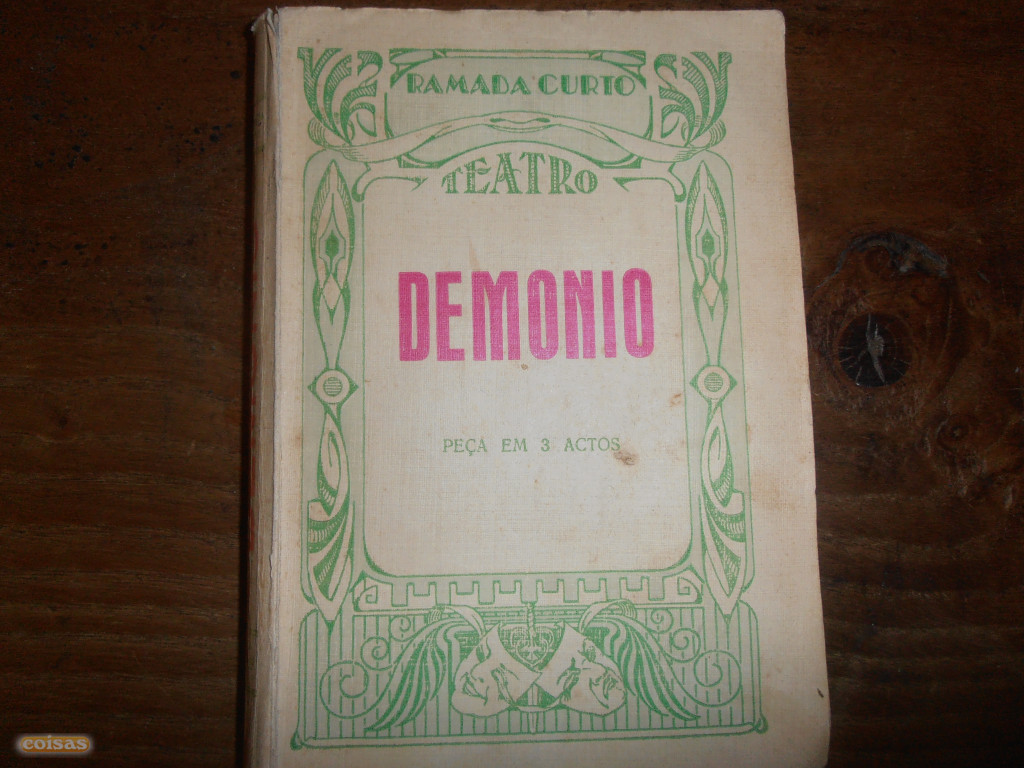 RAMADA CURTO
TEATRO
DEMONIO
PEÇA EM 3 ACTOS
coisas